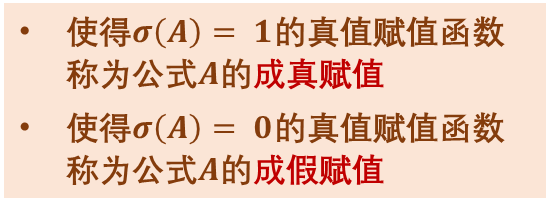 • 使得σ(A) = 1的真值赋值函数
称为公式A的成真赋值
• 使得σ(A) = 0的真值赋值函数
称为公式A的成假赋值